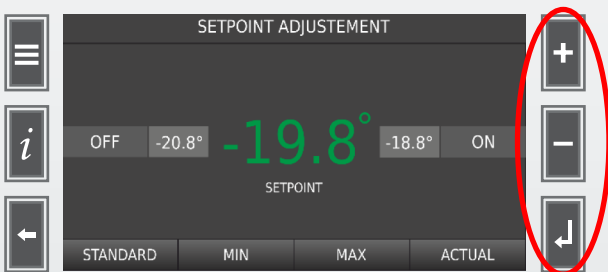 SETPOINT ADJUSTEMENT
+
i
OFF -20.8° -19.8° -18.8° ON
−
SETPOINT
STANDARD MIN MAX ACTUAL